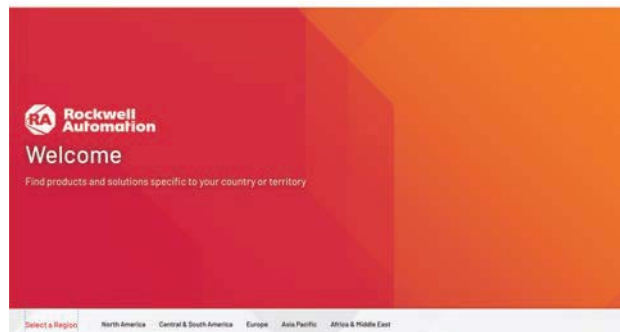 RA Rockwell
Automation
Welcome
Find products and solutions specific to your country or territory
Select a Region North America Central & South America Europe Asia Pacific Africa & Middle East